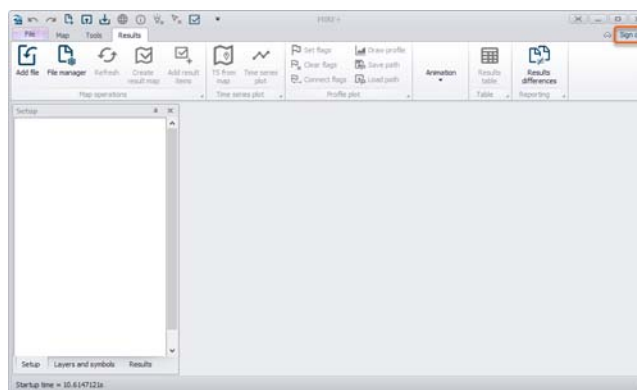 MIKE+
File Map Tools Results
Sign i
Add file File manager Refresh Create result map Add result items
TS from map Time series plot
Set flags Draw profile
Clear flags Save path
Connect flags Load path
Animation Results table Results differences
Map operations Time series plot Profile plot Table Reporting
Setup
Setup Layers and symbols Results
Startup time = 10.6147121s